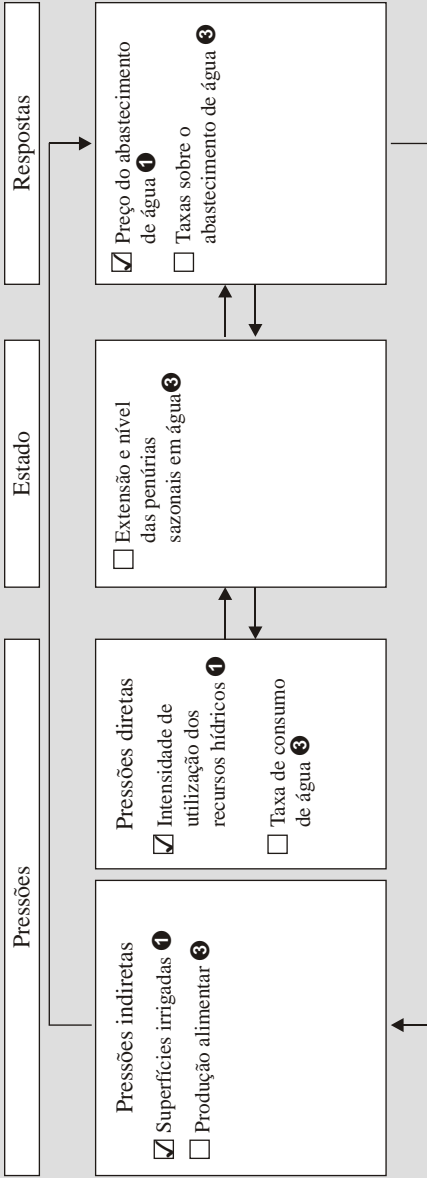 Pressões
Estado
Respostas
Pressões indiretas
☑ Superfícies irrigadas ❶
☐ Produção alimentar ❸
Pressões diretas
☑ Intensidade de
utilização dos
recursos hídricos ❶
☐ Taxa de consumo
de água ❸
☐ Extensão e nível
das penúrias
sazonais em água ❸
☑ Preço do abastecimento
de água ❶
☐ Taxas sobre o
abastecimento de água ❸